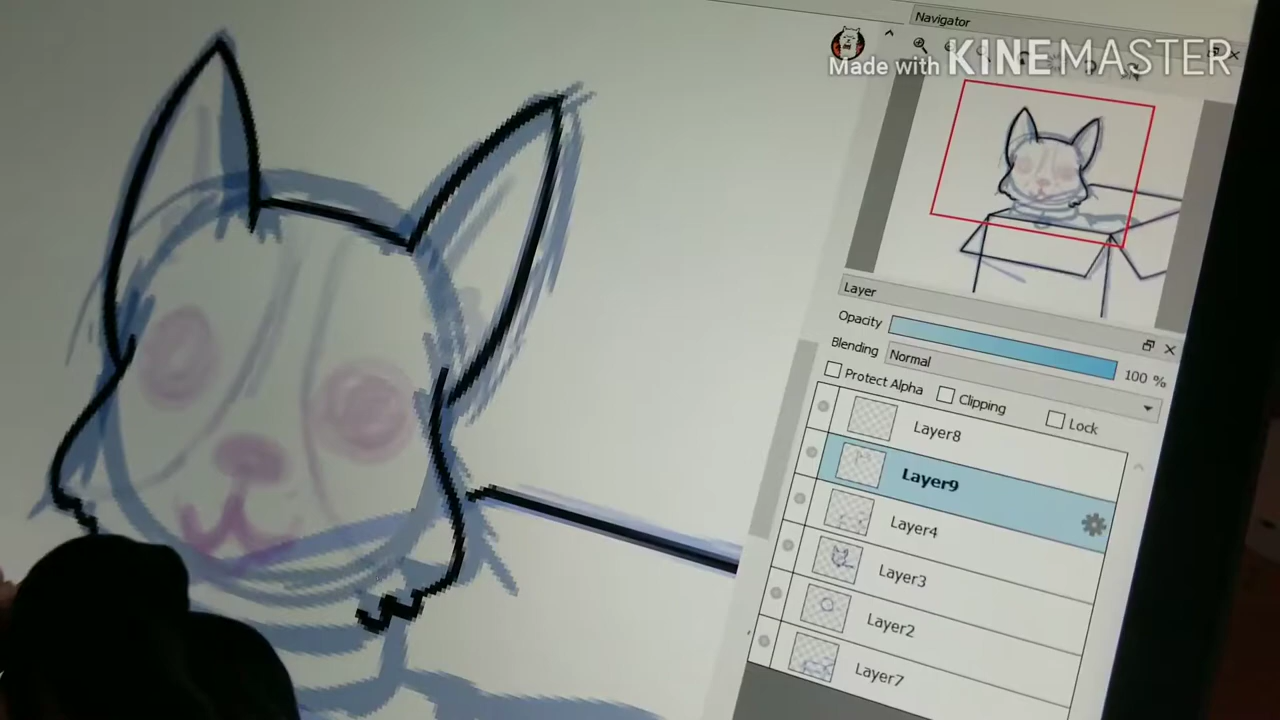 Navigator
Made with KINEMASTER
Layer
Opacity
100 %
Blending
Normal
Protect Alpha
Clipping
Lock
Layer8
Layer9
Layer4
Layer3
Layer2
Layer7